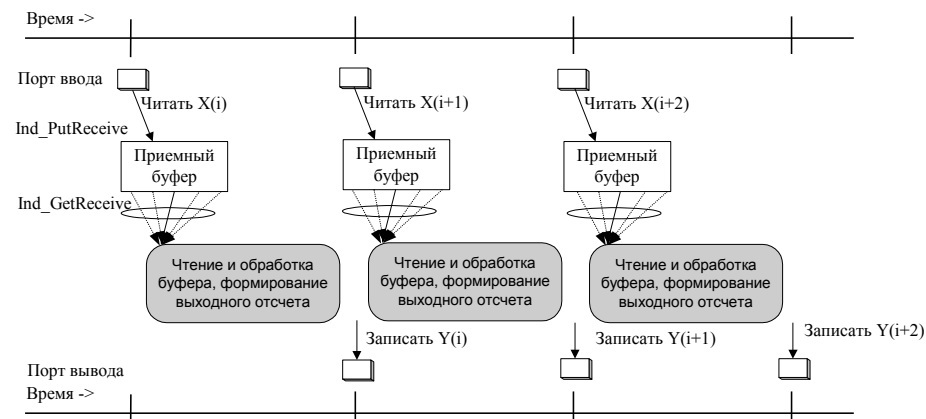 Время ->
Порт ввода
Читать X(i)
Читать X(i+1)
Читать X(i+2)
Ind_PutReceive
Приемный
буфер
Приемный
буфер
Приемный
буфер
Ind_GetReceive
Чтение и обработка
буфера, формирование
выходного отсчета
Чтение и обработка
буфера, формирование
выходного отсчета
Чтение и обработка
буфера, формирование
выходного отсчета
Записать Y(i)
Записать Y(i+1)
Записать Y(i+2)
Порт вывода
Время ->